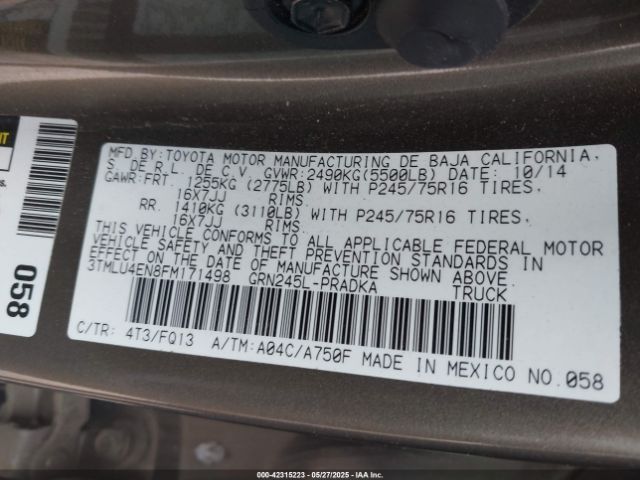 MFD.BY:TOYOTA MOTOR MANUFACTURING DE BAJA CALIFORNIA,
S. DE R.L. DE C.V. GVWR:2490KG(5500LB) DATE: 10/14
GAWR:FRT. 1255KG (2775LB) WITH P245/75R16 TIRES,
16X7JJ RIMS.
RR. 1410KG (3110LB) WITH P245/75R16 TIRES,
16X7JJ RIMS.
THIS VEHICLE CONFORMS TO ALL APPLICABLE FEDERAL MOTOR
VEHICLE SAFETY AND THEFT PREVENTION STANDARDS IN
EFFECT ON THE DATE OF MANUFACTURE SHOWN ABOVE.
3TMLU4EN8FM171498 GRN245L-PRADKA TRUCK
C/TR: 4T3/FQ13 A/TM:A04C/A750F MADE IN MEXICO NO.058
058
00-42315223 | 05/27/2025 - IAA Inc.